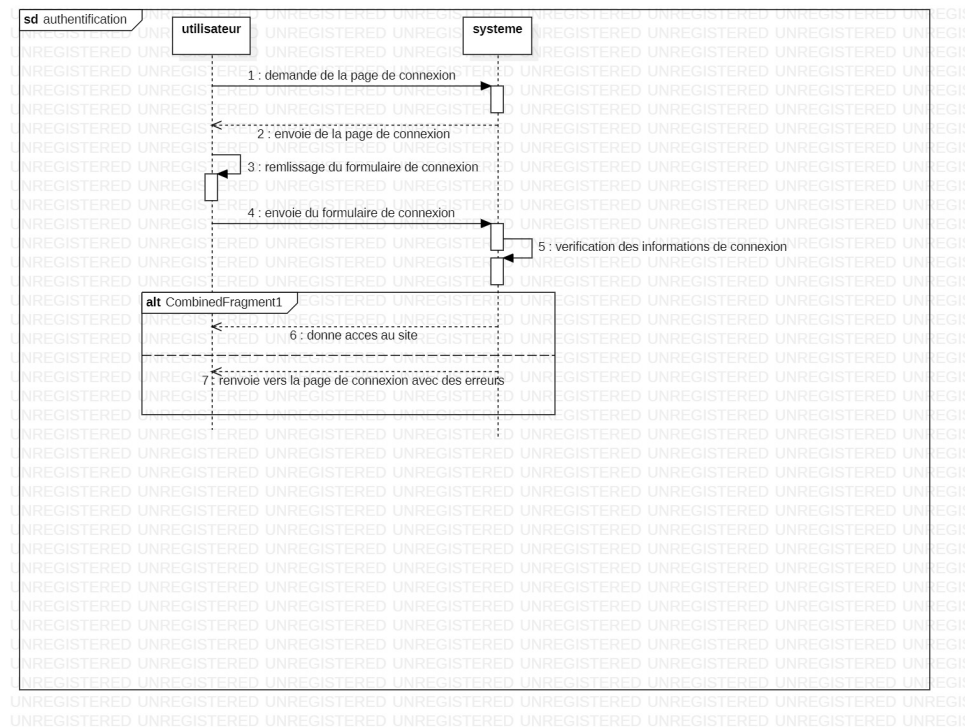 sd authentification
utilisateur
systeme
1 : demande de la page de connexion
2 : envoie de la page de connexion
3 : remlissage du formulaire de connexion
4 : envoie du formulaire de connexion
5 : verification des informations de connexion
alt CombinedFragment1
6 : donne acces au site
7 : renvoie vers la page de connexion avec des erreurs
UNREGISTERED